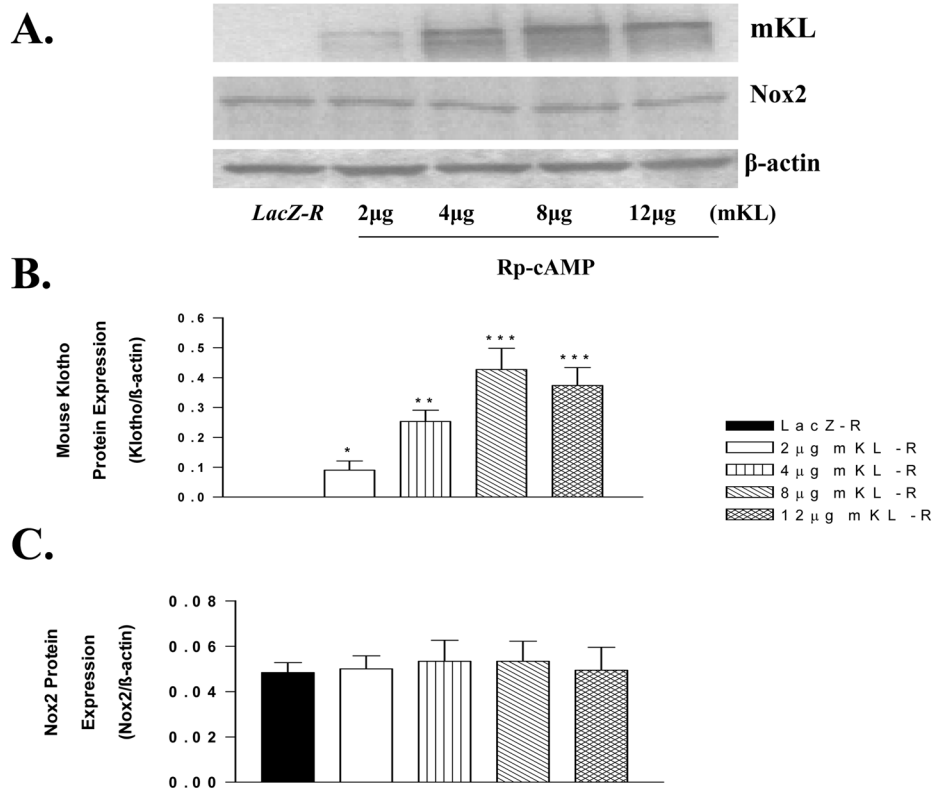 A.
mKL
Nox2
β-actin
LacZ-R 2μg 4μg 8μg 12μg (mKL)
Rp-cAMP
B.
Mouse Klotho
Protein Expression
(Klotho/ß-actin)
0.6
0.5
0.4
0.3
0.2
0.1
0.0
*
**
***
***
LacZ-R
2μg mKL-R
4μg mKL-R
8μg mKL-R
12μg mKL-R
C.
Nox2 Protein
Expression
(Nox2/ß-actin)
0.08
0.06
0.04
0.02
0.00